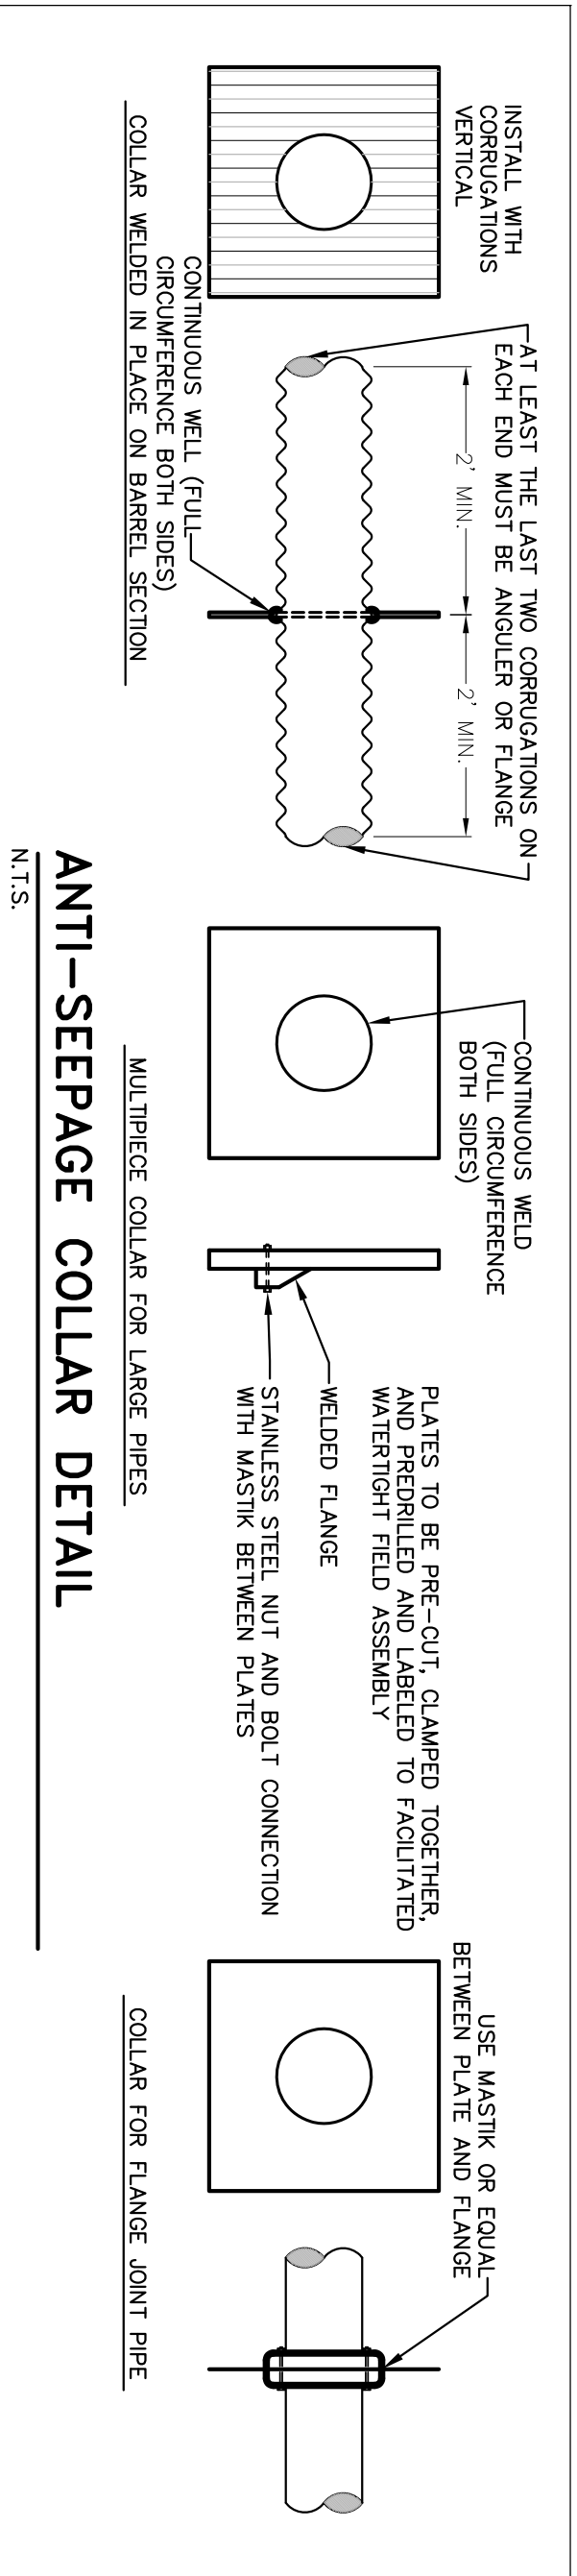 INSTALL WITH
CORRUGATIONS
VERTICAL
AT LEAST THE LAST TWO CORRUGATIONS ON
EACH END MUST BE ANGULER OR FLANGE
2' MIN.
2' MIN.
CONTINUOUS WELL (FULL
CIRCUMFERENCE BOTH SIDES)
COLLAR WELDED IN PLACE ON BARREL SECTION
CONTINUOUS WELD
(FULL CIRCUMFERENCE
BOTH SIDES)
PLATES TO BE PRE-CUT, CLAMPED TOGETHER,
AND PREDRILLED AND LABELED TO FACILITATED
WATERTIGHT FIELD ASSEMBLY
WELDED FLANGE
STAINLESS STEEL NUT AND BOLT CONNECTION
WITH MASTIK BETWEEN PLATES
MULTIPIECE COLLAR FOR LARGE PIPES
USE MASTIK OR EQUAL
BETWEEN PLATE AND FLANGE
COLLAR FOR FLANGE JOINT PIPE
ANTI-SEEPAGE COLLAR DETAIL
N.T.S.